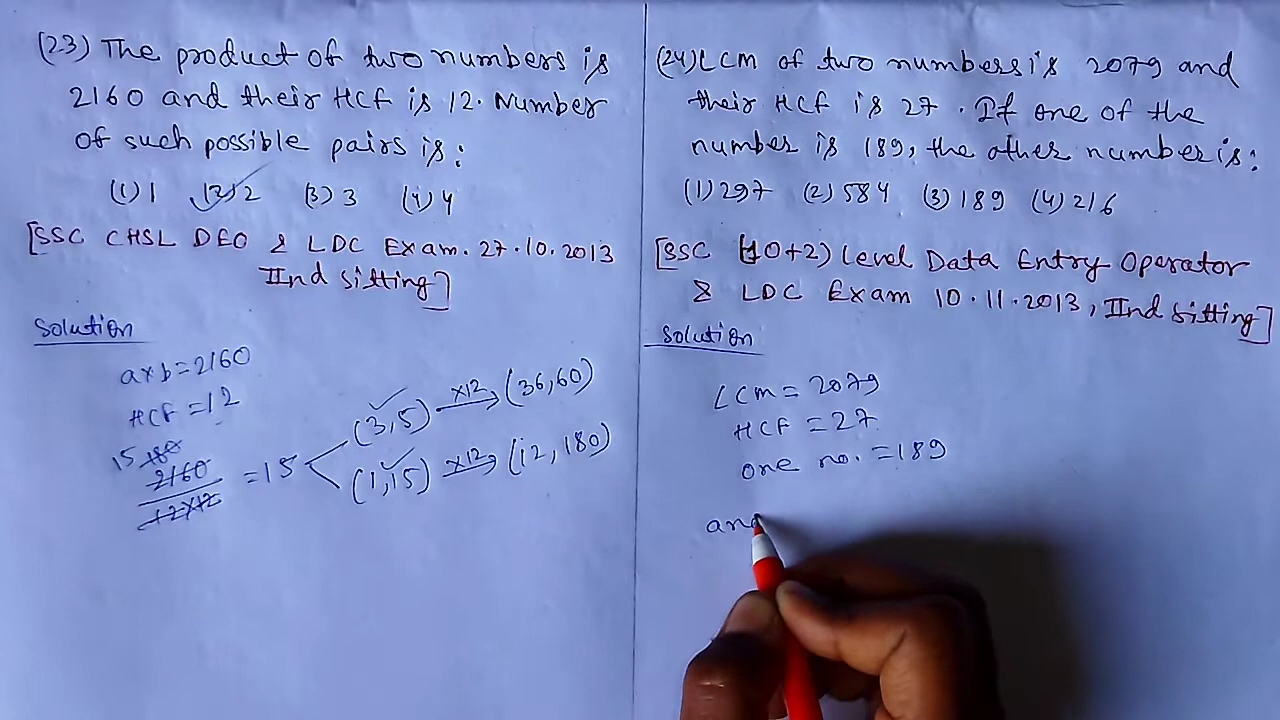 (23) The product of two numbers is
2160 and their HCF is 12. Number
of such possible pairs is:
(1) 1 (2) 2 (3) 3 (4) 4
[SSC CHSL DEO & LDC Exam. 27.10.2013
IInd Sitting]
Solution
a×b=2160
HCF=12
15 180
2160
12×12
=15
(3,5) ×12 (36,60)
(1,15) ×12 (12,180)
(24) LCM of two numbers is 2079 and
their HCF is 27. If one of the
number is 189, the other number is:
(1) 297 (2) 584 (3) 189 (4) 216
[SSC (10+2) Level Data Entry Operator
& LDC Exam 10.11.2013, IInd Sitting]
Solution
LCM = 2079
HCF = 27
one no. = 189
and